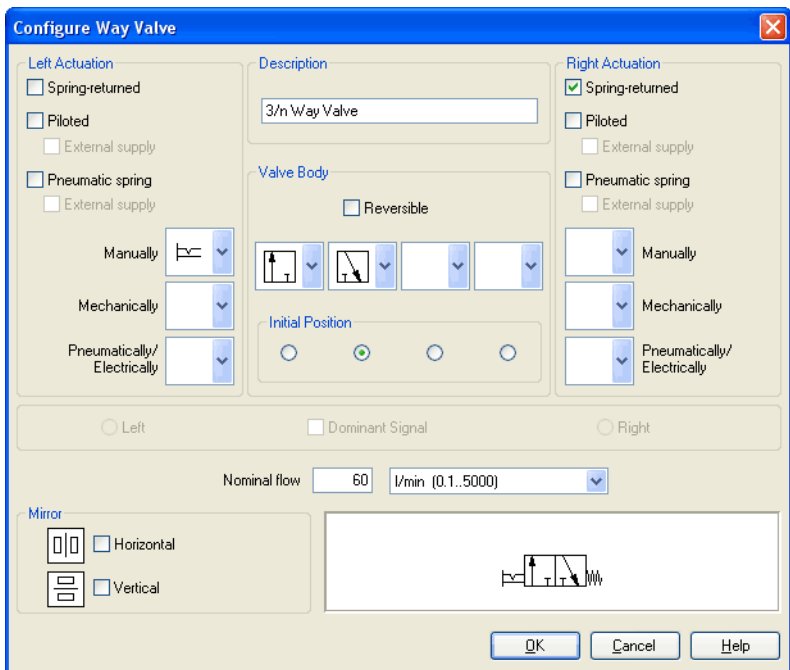 Configure Way Valve
Left Actuation
Spring-returned
Piloted
External supply
Pneumatic spring
External supply
Manually
Mechanically
Pneumatically/
Electrically
Description
3/n Way Valve
Valve Body
Reversible
Initial Position
Right Actuation
Spring-returned
Piloted
External supply
Pneumatic spring
External supply
Manually
Mechanically
Pneumatically/
Electrically
Left
Dominant Signal
Right
Nominal flow 60 l/min (0.1..5000)
Mirror
Horizontal
Vertical
OK
Cancel
Help